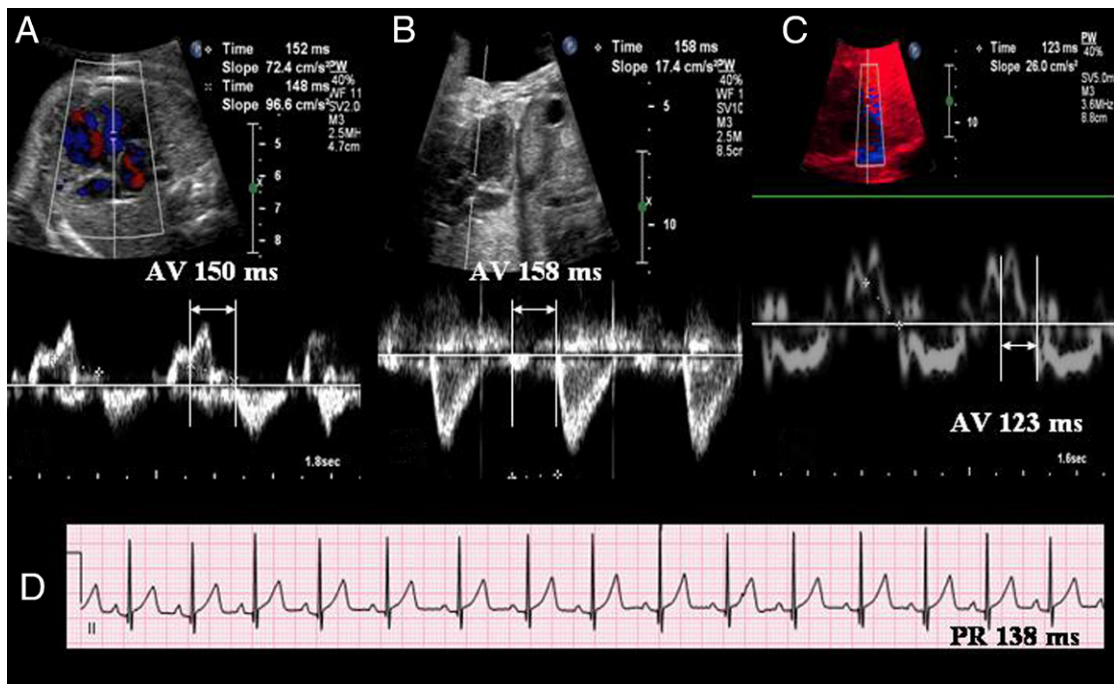 A
Time 152 ms
Slope 72.4 cm/s²
Time 148 ms
Slope 96.6 cm/s²
PW
40%
WF 11
SV2.0
M3
2.5MH
4.7cm
5
6
7
8
X
AV 150 ms
1.8sec
B
Time 158 ms
Slope 17.4 cm/s²
PW
40%
WF 1
SV10
M3
2.5M
8.5cm
5
10
X
AV 158 ms
C
Time 123 ms
Slope 26.0 cm/s²
PW
40%
SV5.0m
M3
3.6MHz
8.8cm
10
AV 123 ms
1.6sec
D
II
PR 138 ms